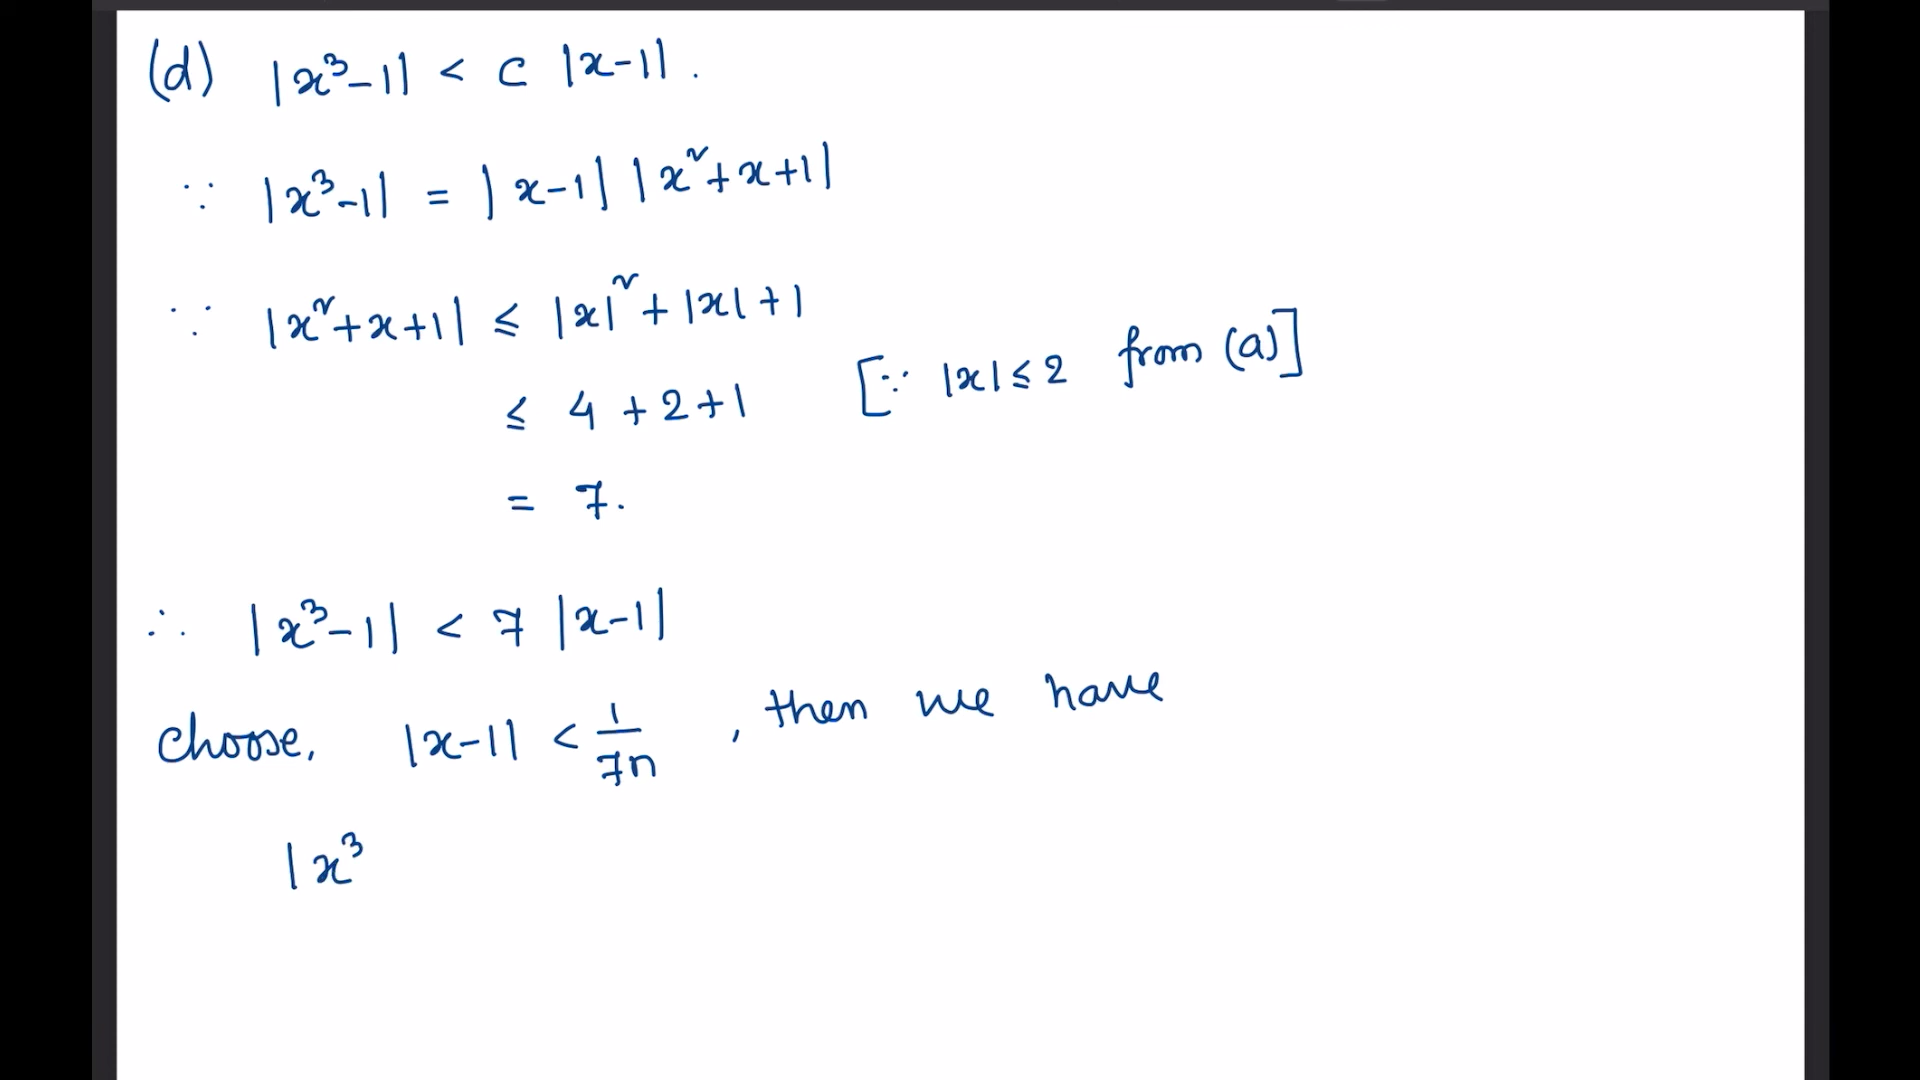 (d) |x³-1| < c |x-1|.
∵ |x³-1| = |x-1| |x²+x+1|
∵ |x²+x+1| ≤ |x|²+|x|+1
≤ 4+2+1 [∵ |x|≤2 from (a)]
= 7.
∴ |x³-1| < 7 |x-1|
choose, |x-1| < 1/7n , then we have
|x³